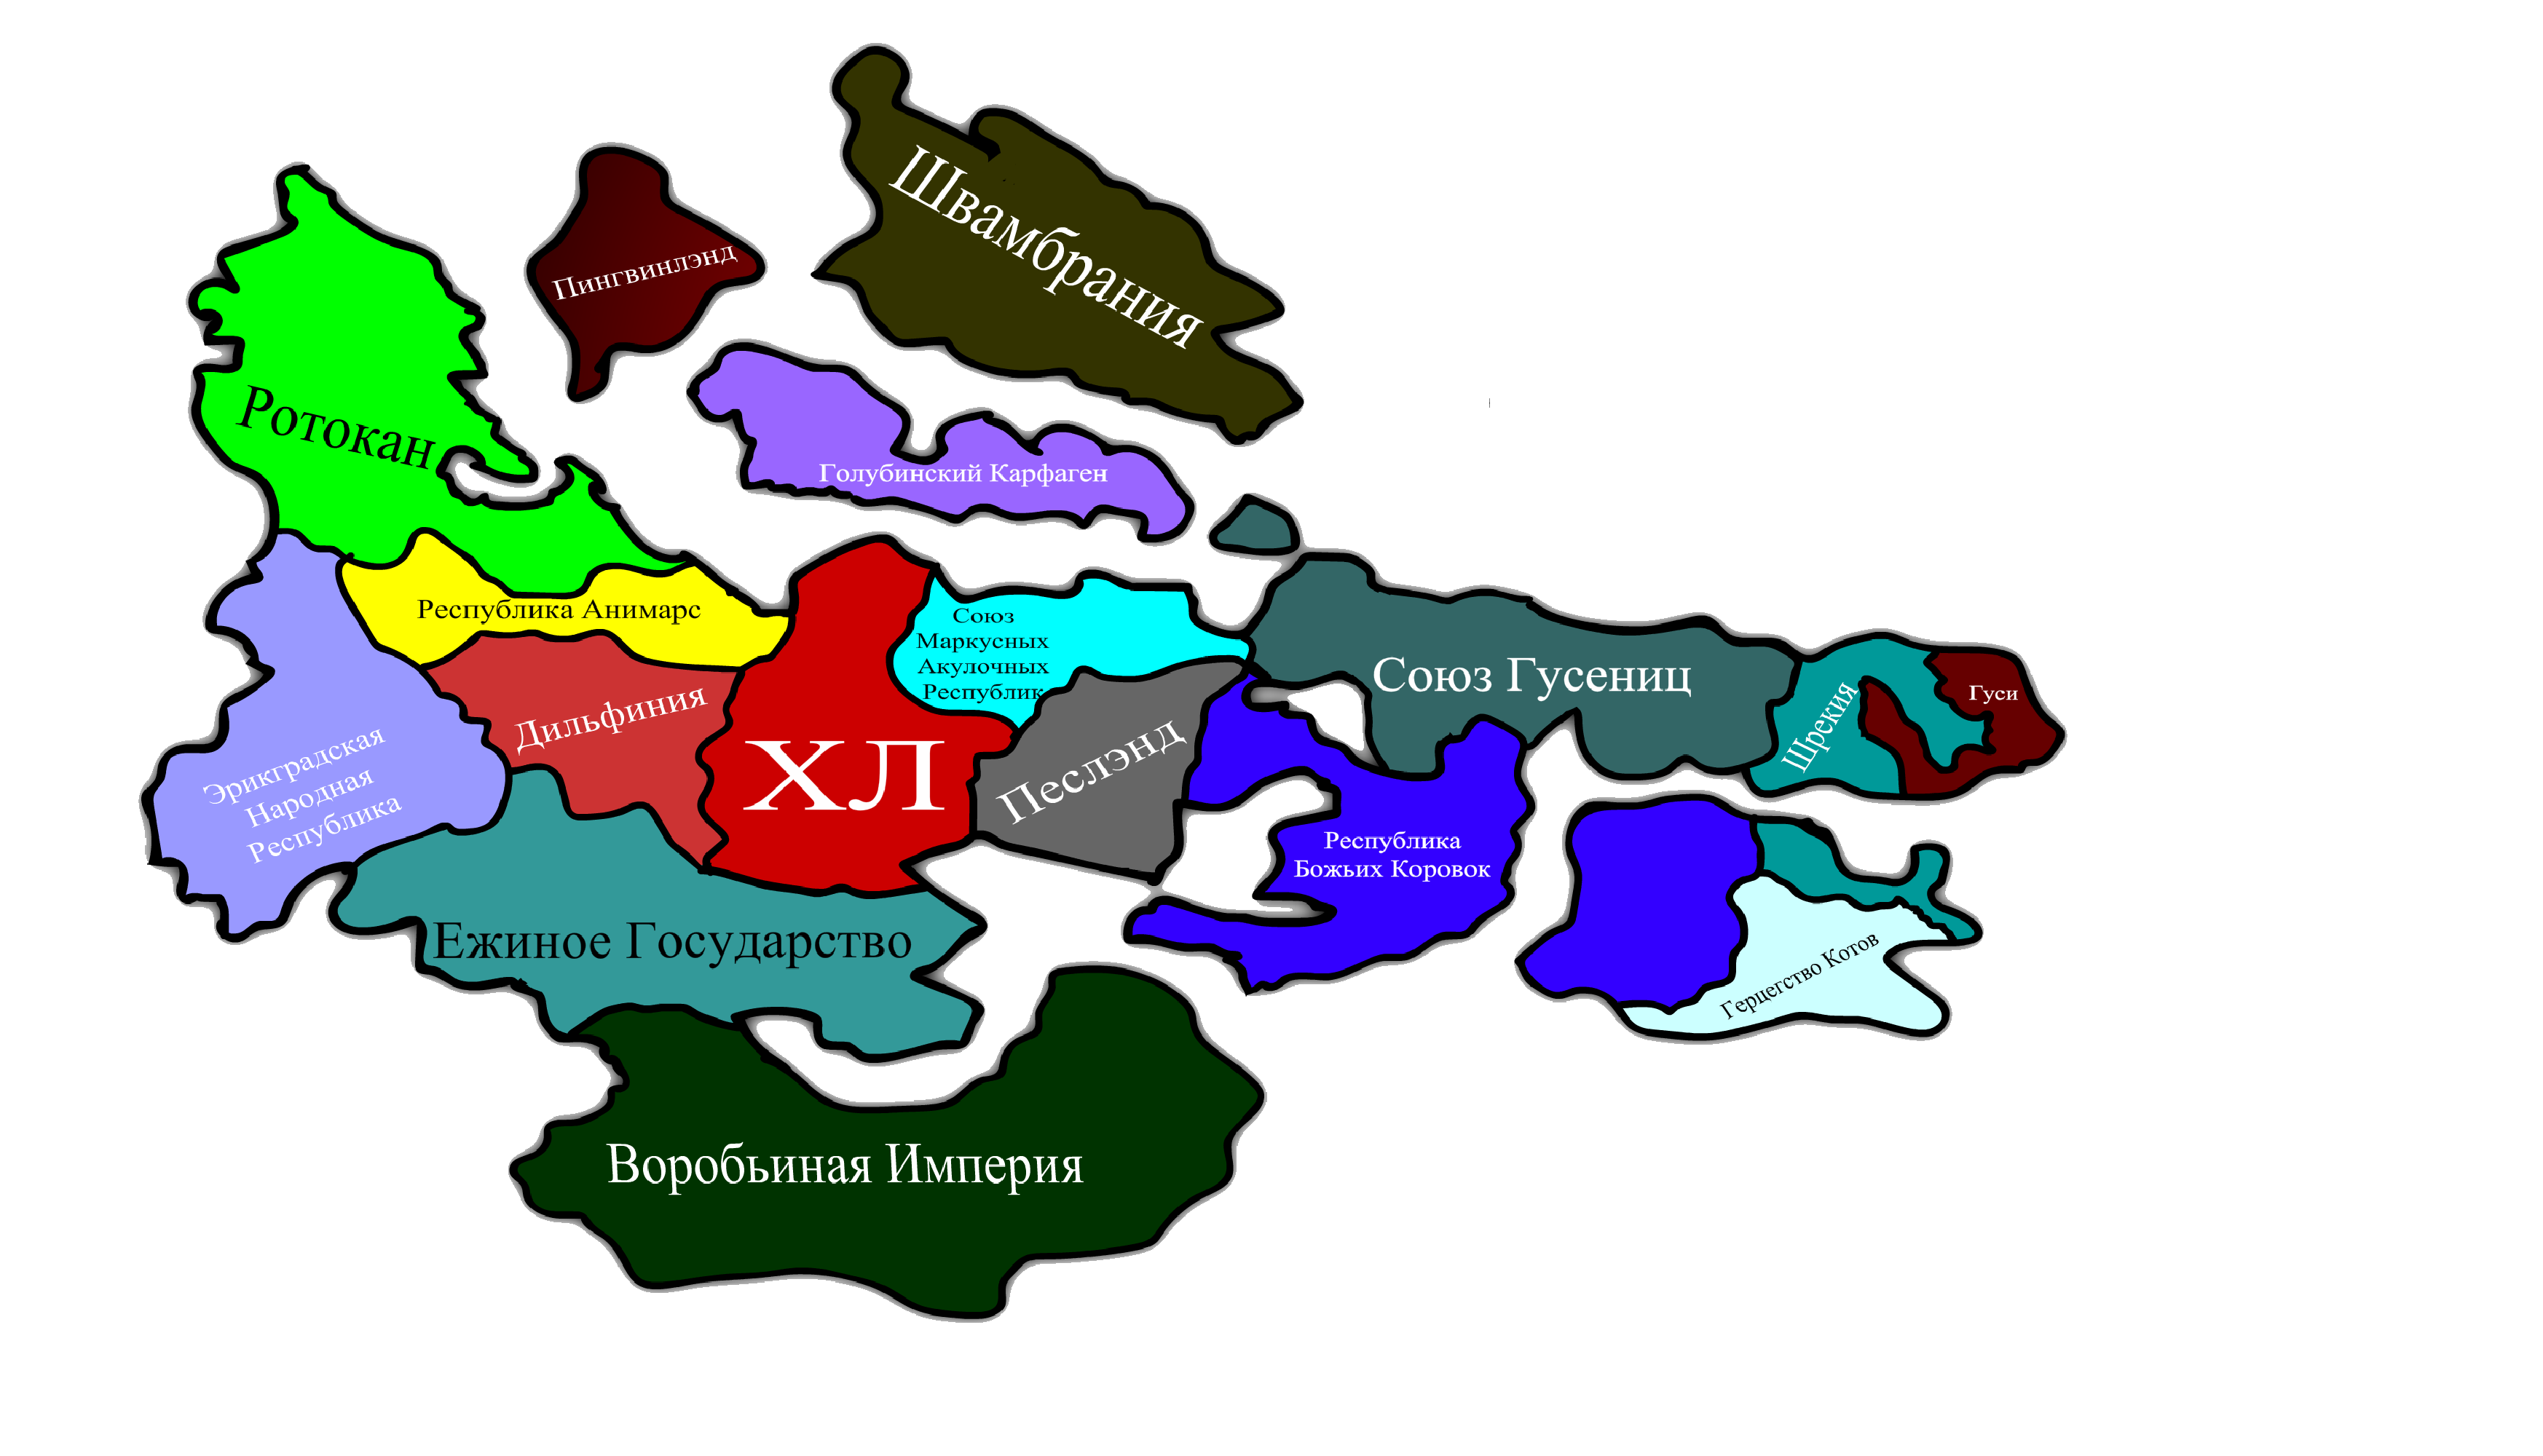 Швамбрания
Пингвинлэнд
Ротокан
Голубинский Карфаген
Республика Анимарс
Союз
Маркусных
Акулочных
Республик
Союз Гусениц
Шрекия
Гуси
Дильфиния
ХЛ
Песлэнд
Эрикградская
Народная
Республика
Республика
Божьих Коровок
Ежиное Государство
Герцегство Котов
Воробьиная Империя